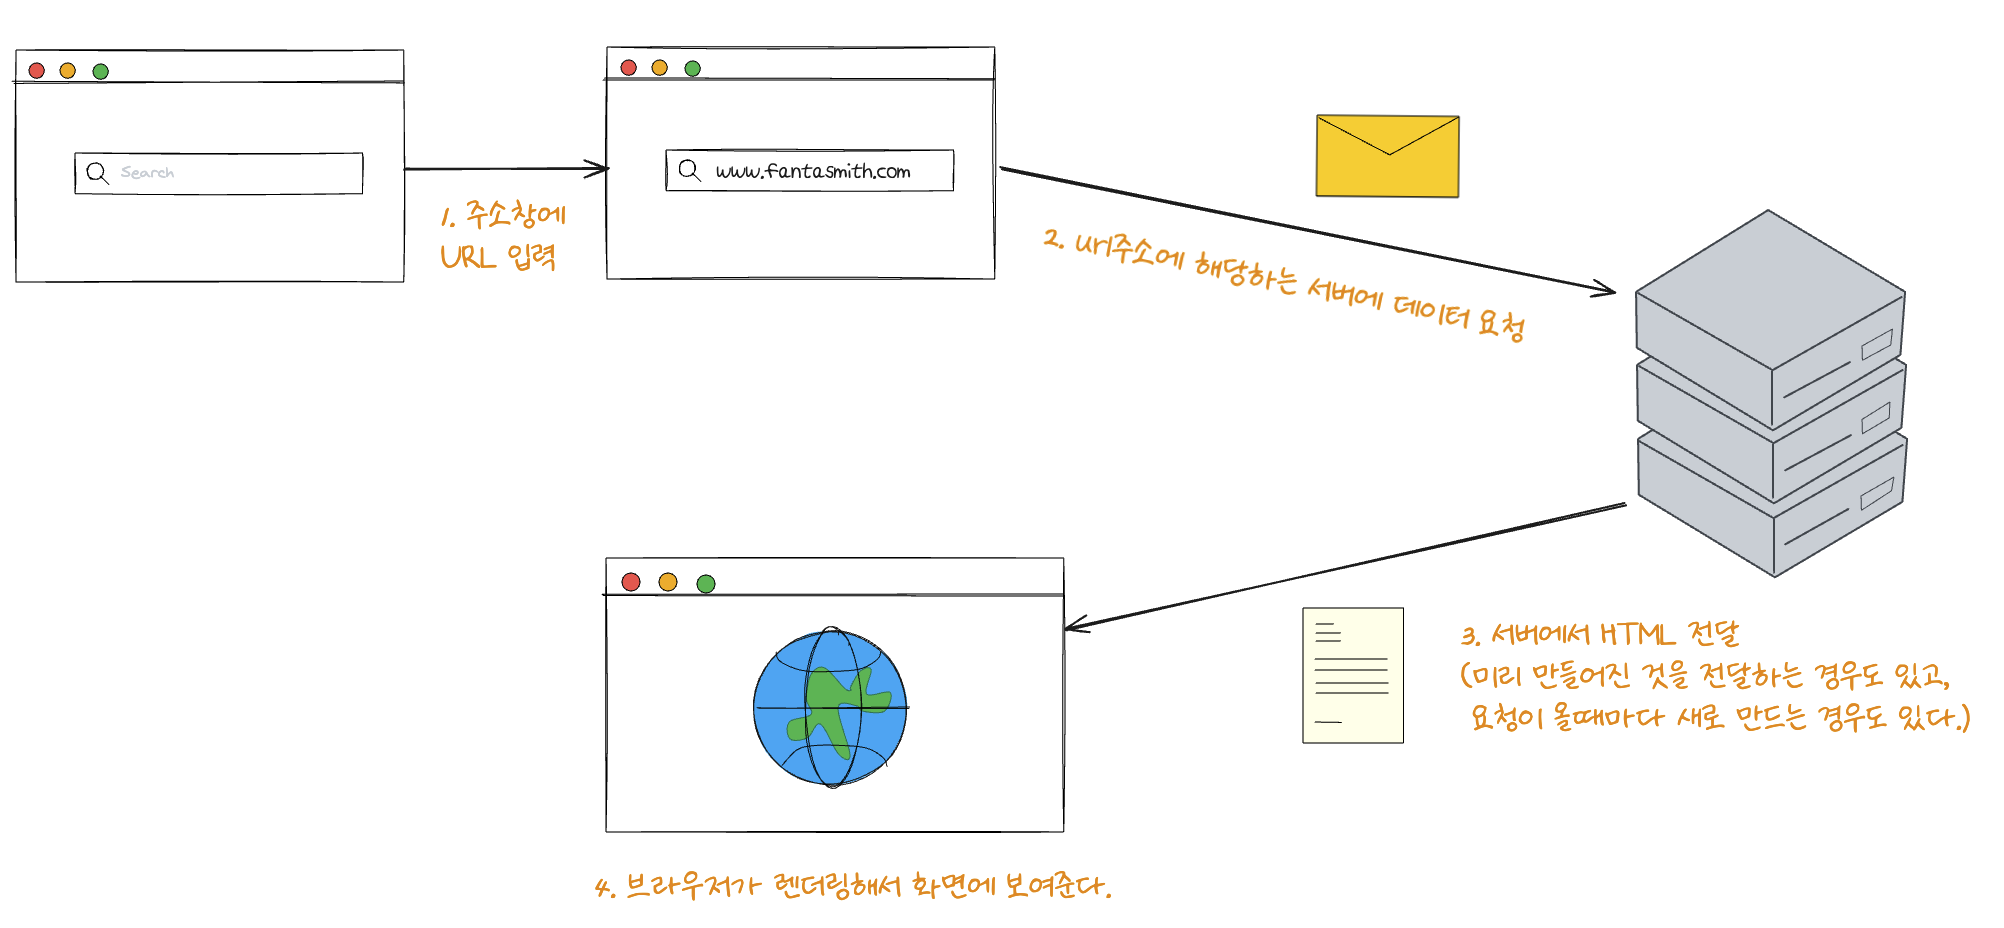 Search
www.fantasmith.com
1. 주소창에
URL 입력
2. url주소에 해당하는 서버에 데이터 요청
3. 서버에서 HTML 전달
(미리 만들어진 것을 전달하는 경우도 있고,
요청이 올때마다 새로 만드는 경우도 있다.)
4. 브라우저가 렌더링해서 화면에 보여준다.